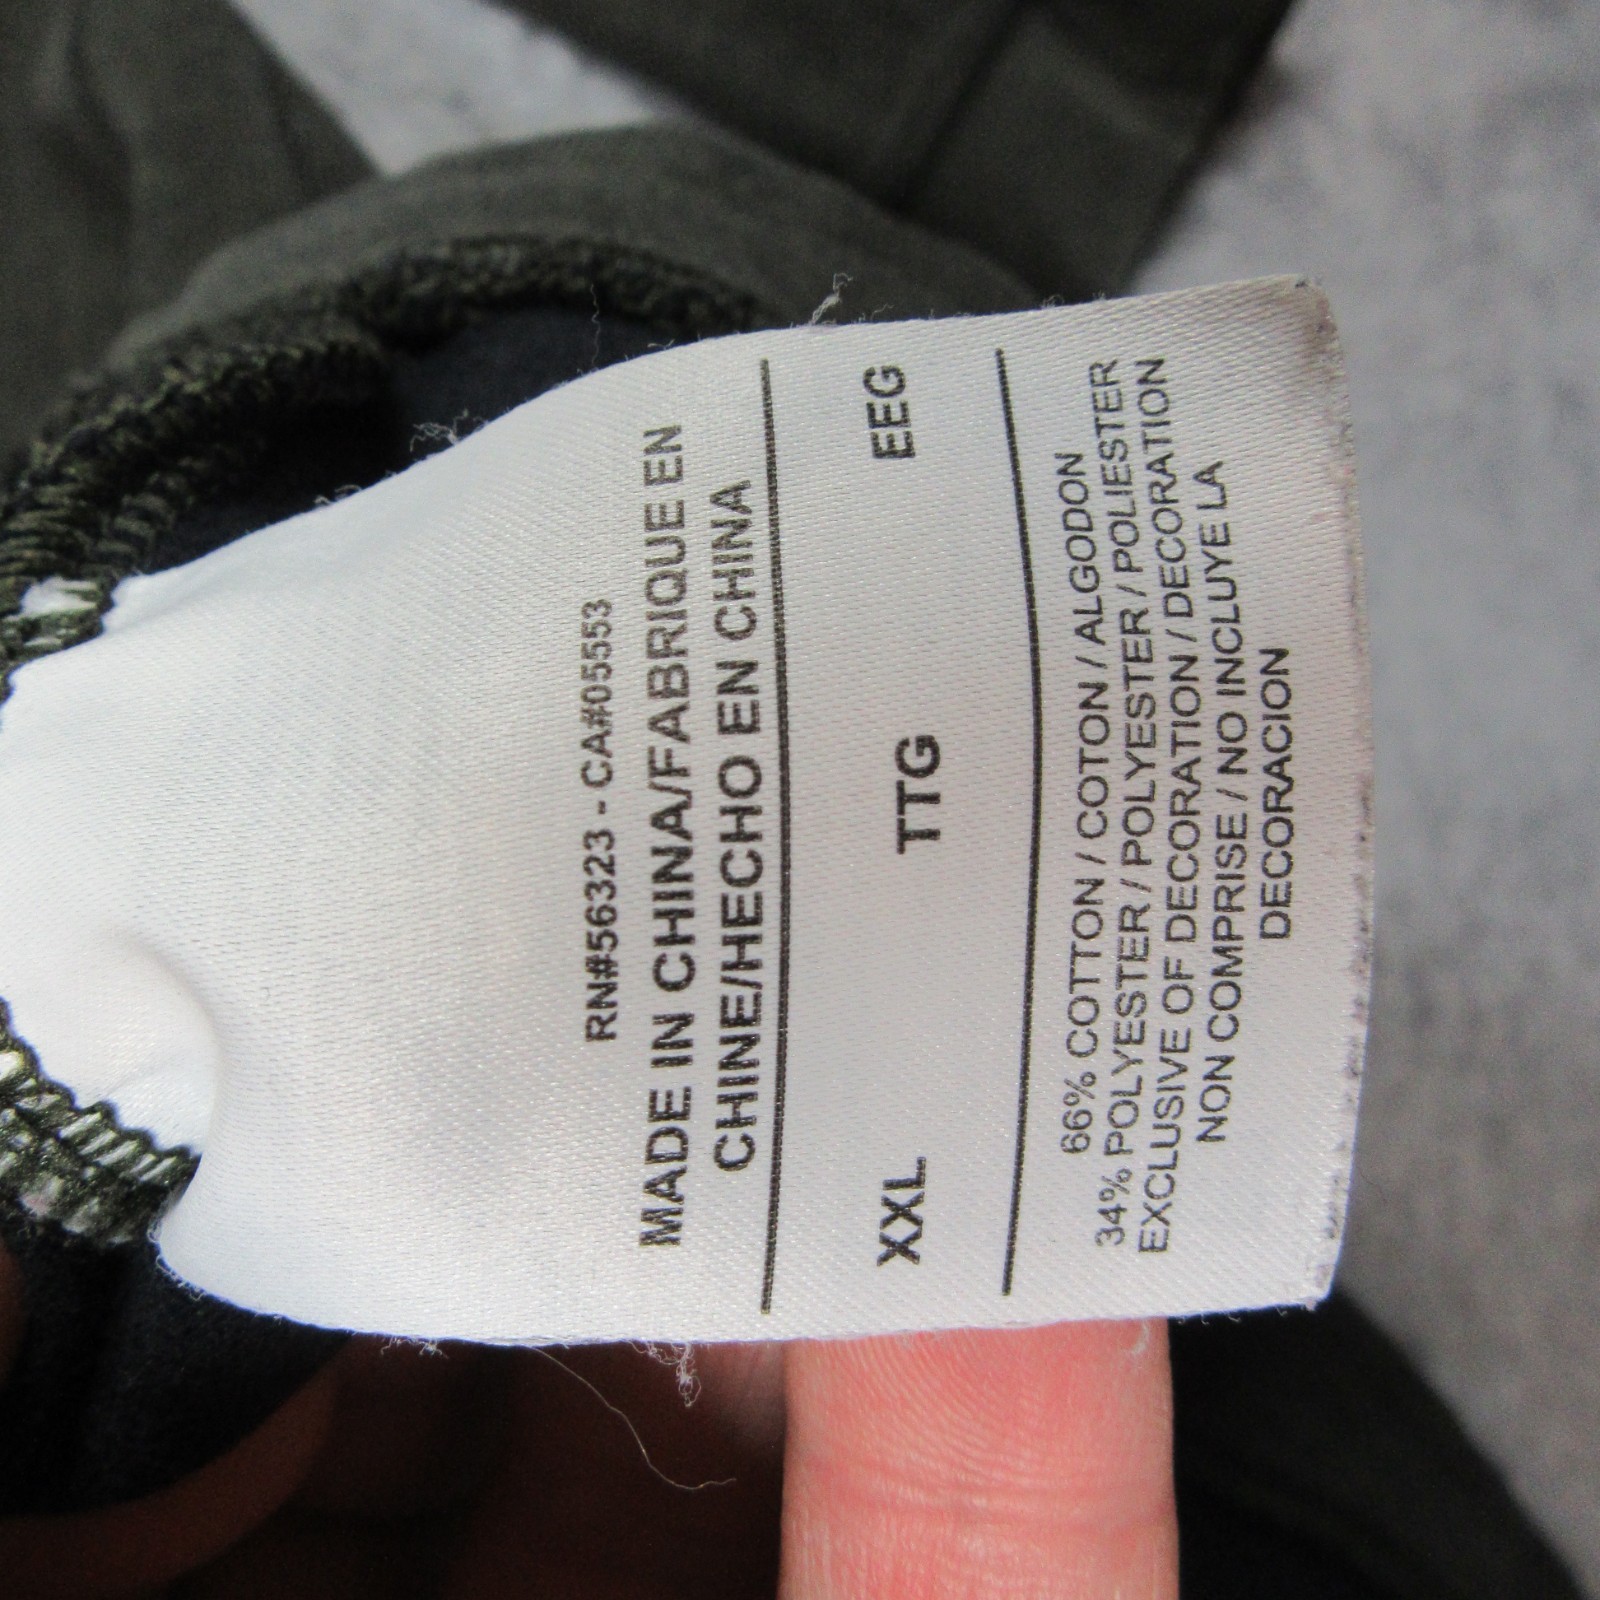 RN#56323 - CA#05553
MADE IN CHINA/FABRIQUE EN
CHINE/HECHO EN CHINA
XXL TTG EEG
66% COTTON / COTON / ALGODON
34% POLYESTER / POLYESTER / POLIESTER
EXCLUSIVE OF DECORATION / DECORATION
NON COMPRISE / NO INCLUYE LA
DECORACION